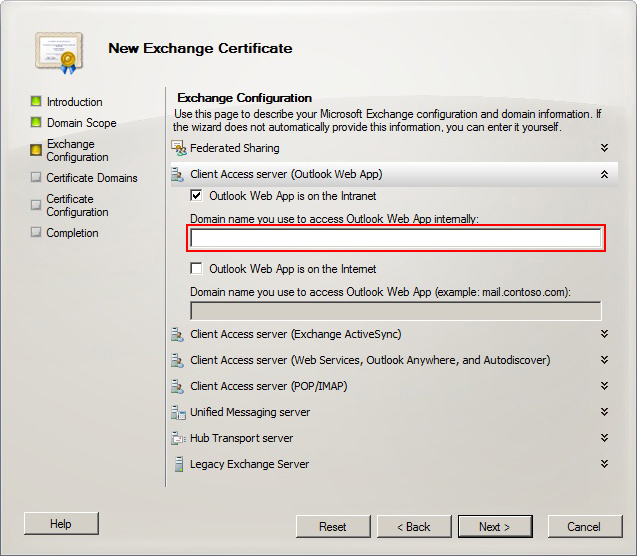 New Exchange Certificate
Introduction
Domain Scope
Exchange
Configuration
Certificate Domains
Certificate
Configuration
Completion
Exchange Configuration
Use this page to describe your Microsoft Exchange configuration and domain information. If
the wizard does not automatically provide this information, you can enter it yourself.
Federated Sharing
Client Access server (Outlook Web App)
Outlook Web App is on the Intranet
Domain name you use to access Outlook Web App internally:
Outlook Web App is on the Internet
Domain name you use to access Outlook Web App (example: mail.contoso.com):
Client Access server (Exchange ActiveSync)
Client Access server (Web Services, Outlook Anywhere, and Autodiscover)
Client Access server (POP/IMAP)
Unified Messaging server
Hub Transport server
Legacy Exchange Server
Help
Reset
< Back
Next >
Cancel